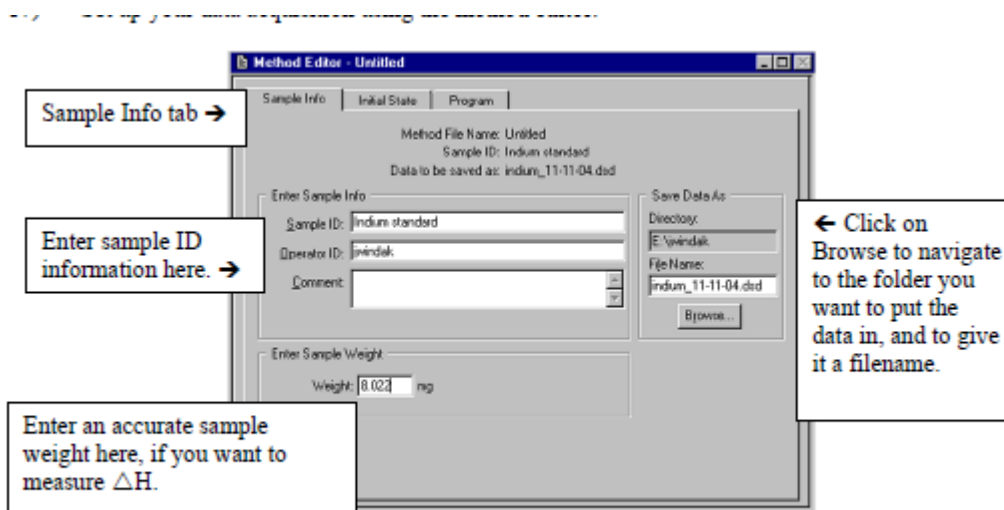 Method Editor - Untitled
Sample Info Initial State Program
Sample Info tab →
Method File Name: Untitled
Sample ID: Indium standard
Data to be saved as: indium_11-11-04.dsd
Enter Sample Info
Sample ID: Indium standard
Operator ID:
Comment:
Enter sample ID
information here. →
Save Data As
Directory:
File Name:
indium_11-11-04.dsd
Browse...
← Click on
Browse to navigate
to the folder you
want to put the
data in, and to give
it a filename.
Enter Sample Weight
Weight: 8.022 mg
Enter an accurate sample
weight here, if you want to
measure △H.